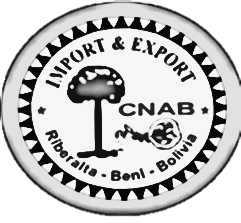 IMPORT & EXPORT
CNAB
Riberalta - Beni - Bolivia